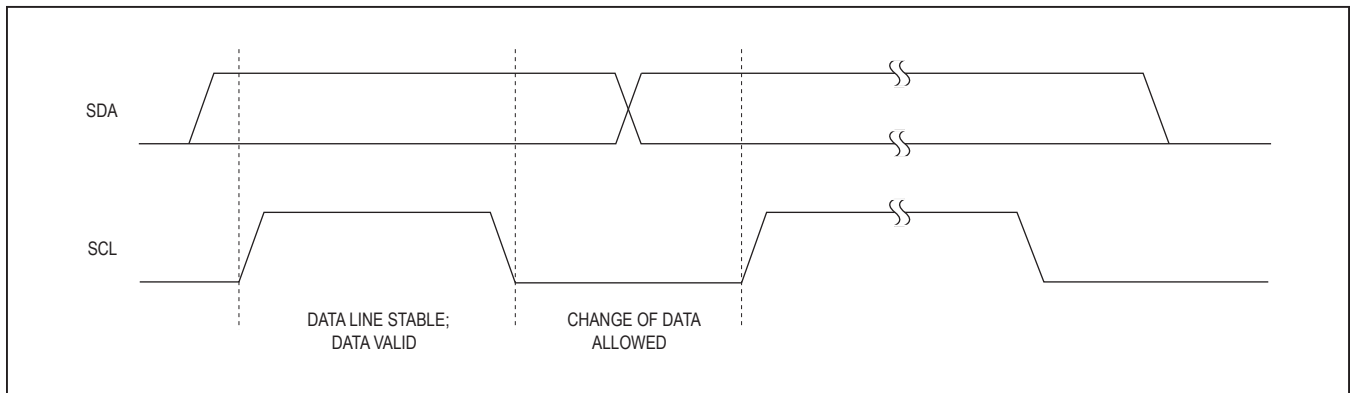 SDA
SCL
DATA LINE STABLE;
DATA VALID
CHANGE OF DATA
ALLOWED